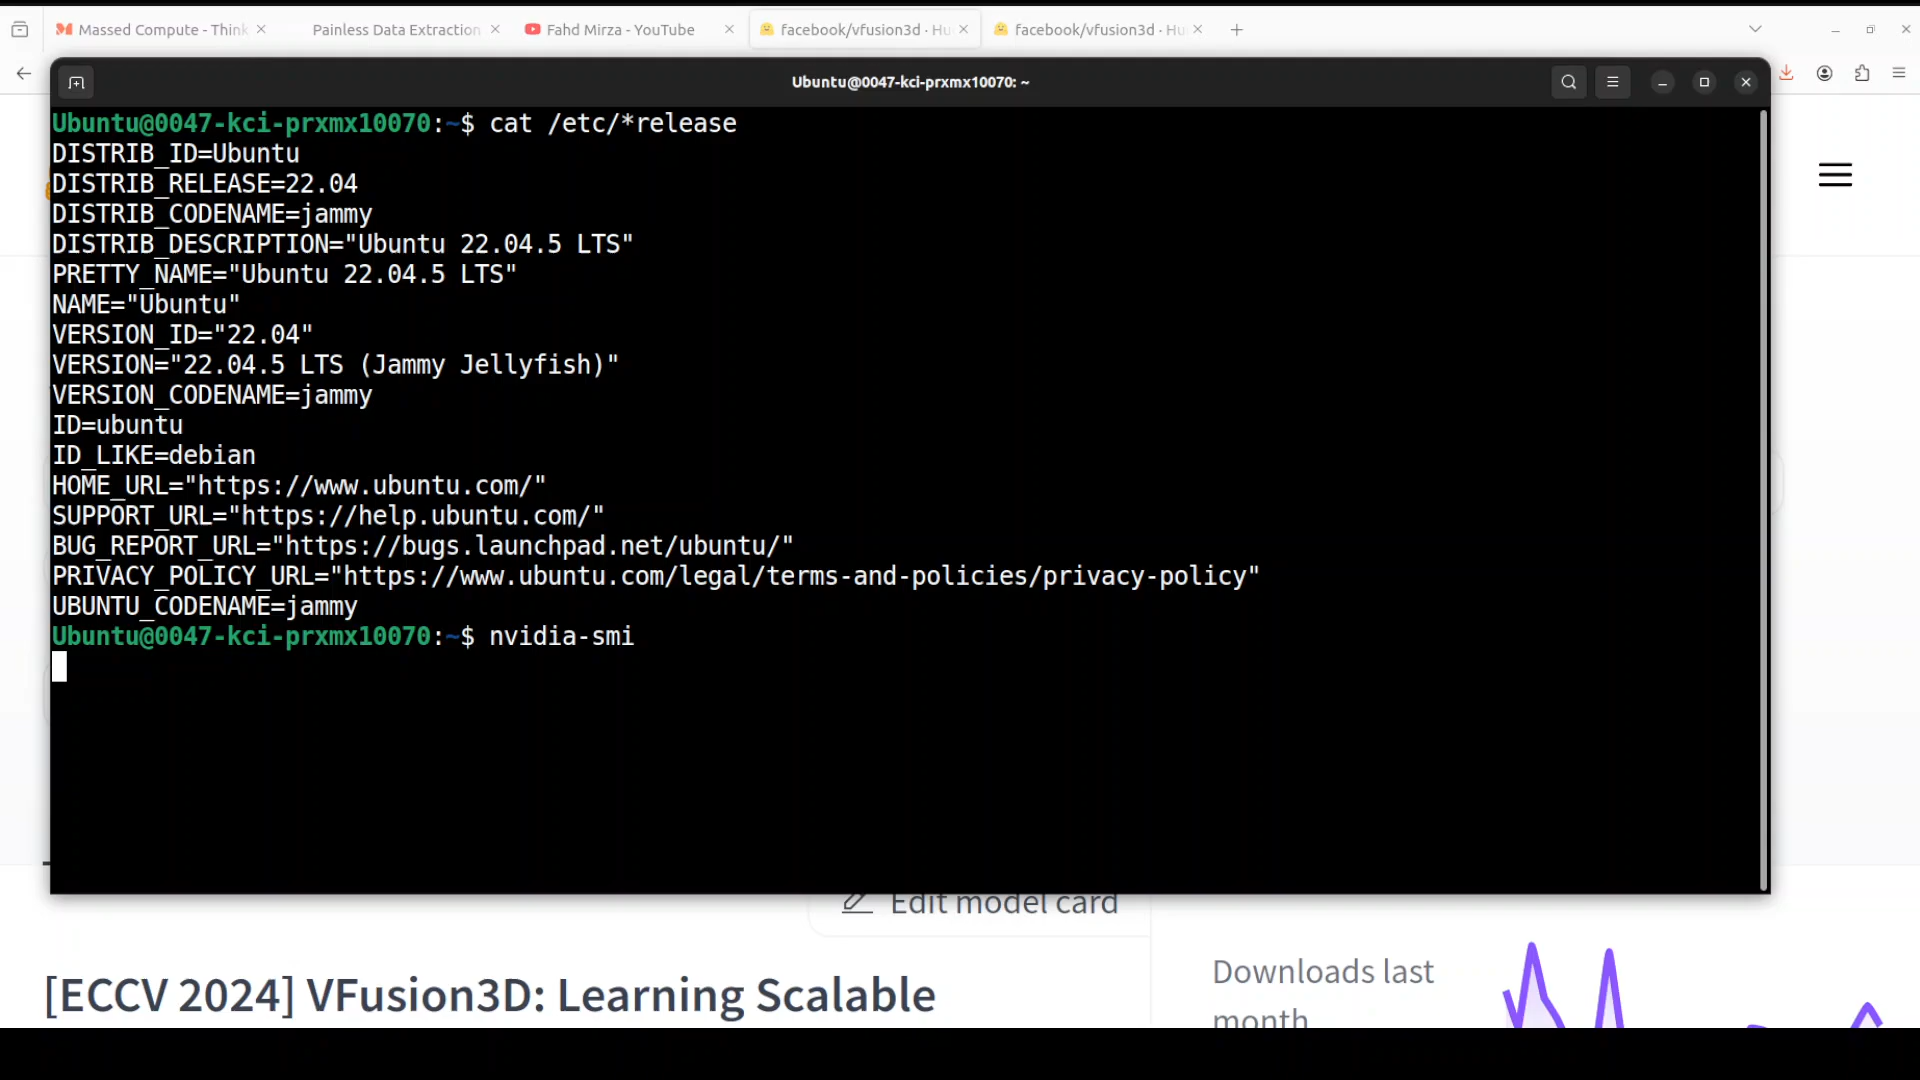 Massed Compute - Think
Painless Data Extraction
Fahd Mirza - YouTube
facebook/vfusion3d · Hu
facebook/vfusion3d · Hu
Ubuntu@0047-kci-prxmx10070: ~
Ubuntu@0047-kci-prxmx10070:~$ cat /etc/*release
DISTRIB_ID=Ubuntu
DISTRIB_RELEASE=22.04
DISTRIB_CODENAME=jammy
DISTRIB_DESCRIPTION="Ubuntu 22.04.5 LTS"
PRETTY_NAME="Ubuntu 22.04.5 LTS"
NAME="Ubuntu"
VERSION_ID="22.04"
VERSION="22.04.5 LTS (Jammy Jellyfish)"
VERSION_CODENAME=jammy
ID=ubuntu
ID_LIKE=debian
HOME_URL="https://www.ubuntu.com/"
SUPPORT_URL="https://help.ubuntu.com/"
BUG_REPORT_URL="https://bugs.launchpad.net/ubuntu/"
PRIVACY_POLICY_URL="https://www.ubuntu.com/legal/terms-and-policies/privacy-policy"
UBUNTU_CODENAME=jammy
Ubuntu@0047-kci-prxmx10070:~$ nvidia-smi
Edit model card
[ECCV 2024] VFusion3D: Learning Scalable
Downloads last
month